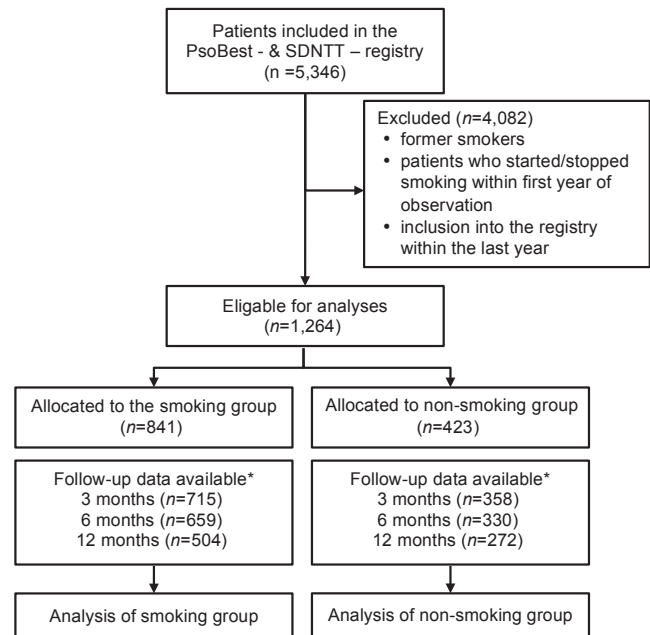 Patients included in the
PsoBest - & SDNTT – registry
(n =5,346)
Excluded (n=4,082)
• former smokers
• patients who started/stopped
smoking within first year of
observation
• inclusion into the registry
within the last year
Eligible for analyses
(n=1,264)
Allocated to the smoking group
(n=841)
Allocated to non-smoking group
(n=423)
Follow-up data available*
3 months (n=715)
6 months (n=659)
12 months (n=504)
Follow-up data available*
3 months (n=358)
6 months (n=330)
12 months (n=272)
Analysis of smoking group
Analysis of non-smoking group